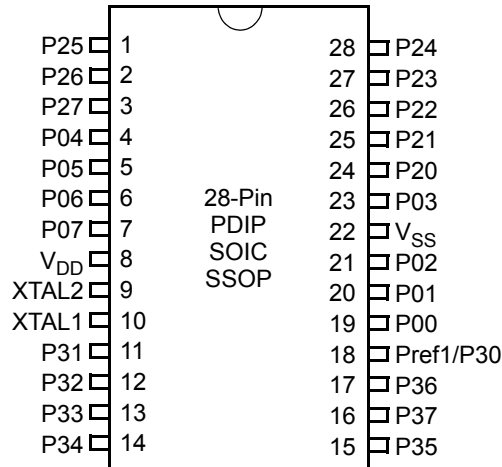 P25 1 28 P24
P26 2 27 P23
P27 3 26 P22
P04 4 25 P21
P05 5 24 P20
P06 6 28-Pin 23 P03
P07 7 PDIP 22 VSS
VDD 8 SOIC 21 P02
XTAL2 9 SSOP 20 P01
XTAL1 10 19 P00
P31 11 18 Pref1/P30
P32 12 17 P36
P33 13 16 P37
P34 14 15 P35